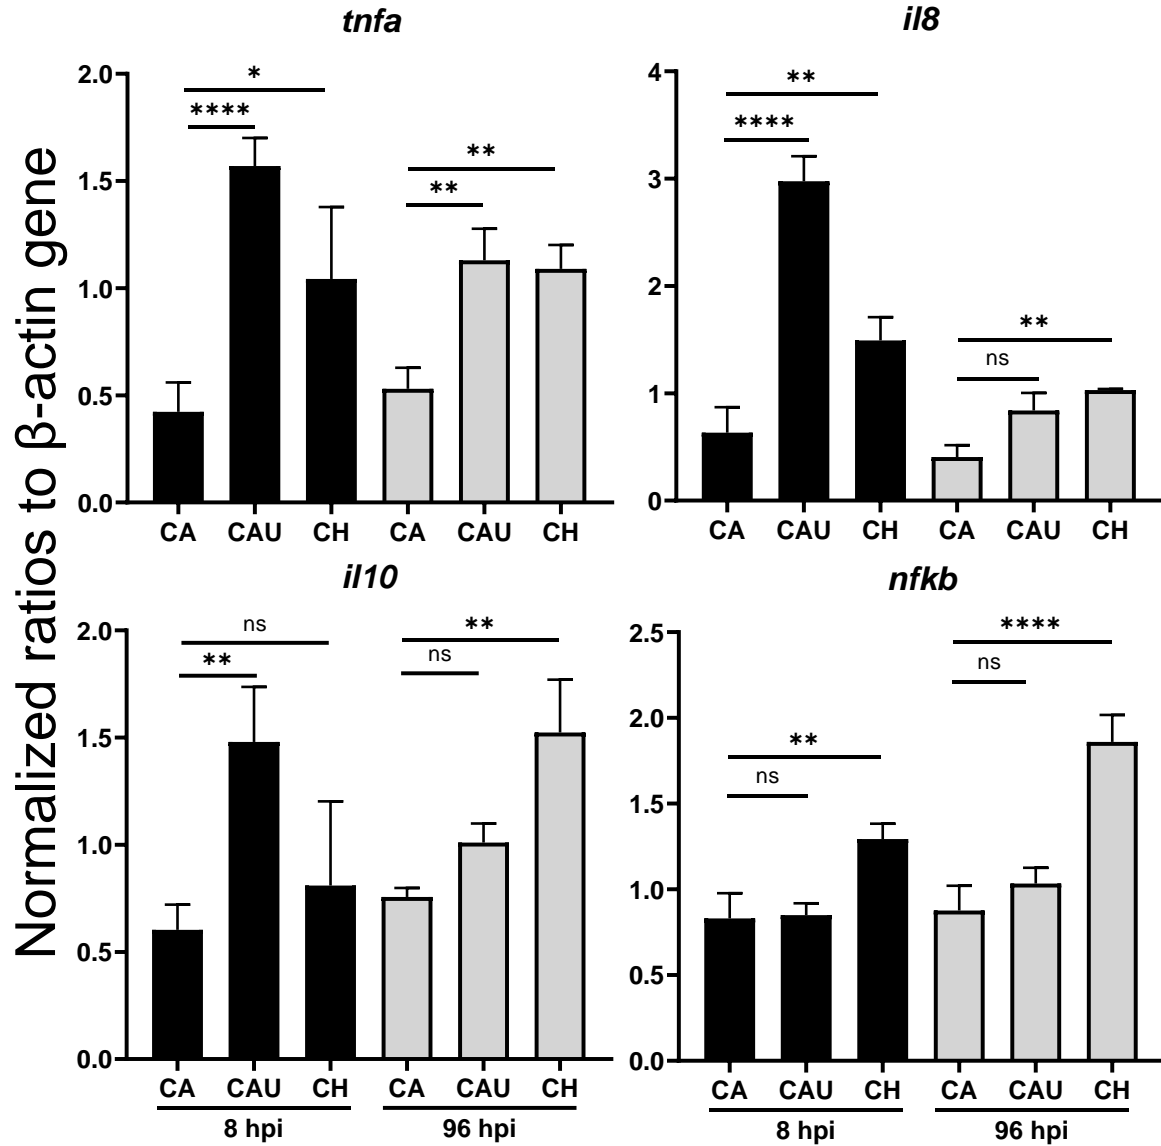 Normalized ratios to β-actin gene
tnfa
2.0
1.5
1.0
0.5
0.0
*
****
**
**
CA CAU CH CA CAU CH
il8
4
3
2
1
0
**
****
**
ns
CA CAU CH CA CAU CH
il10
2.0
1.5
1.0
0.5
0.0
ns
**
**
ns
CA CAU CH CA CAU CH
8 hpi 96 hpi
nfkb
2.5
2.0
1.5
1.0
0.5
0.0
****
ns
**
ns
CA CAU CH CA CAU CH
8 hpi 96 hpi